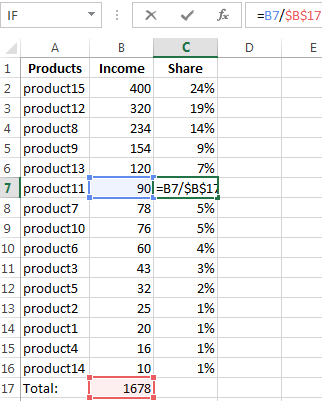 IF =B7/$B$17
A B C D E
1 Products Income Share
2 product15 400 24%
3 product12 320 19%
4 product8 234 14%
5 product9 154 9%
6 product13 120 7%
7 product11 90 =B7/$B$17
8 product7 78 5%
9 product10 76 5%
10 product6 60 4%
11 product3 43 3%
12 product5 32 2%
13 product2 25 1%
14 product1 20 1%
15 product4 16 1%
16 product14 10 1%
17 Total: 1678